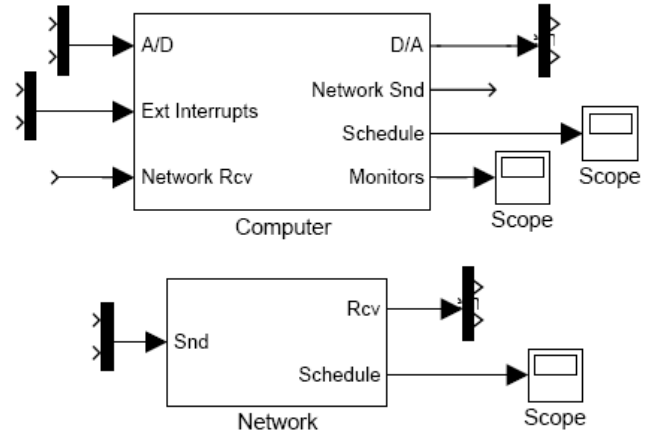 A/D
D/A
Ext Interrupts
Network Snd
Schedule
Network Rcv
Monitors
Scope
Scope
Computer
Rcv
Snd
Schedule
Network
Scope